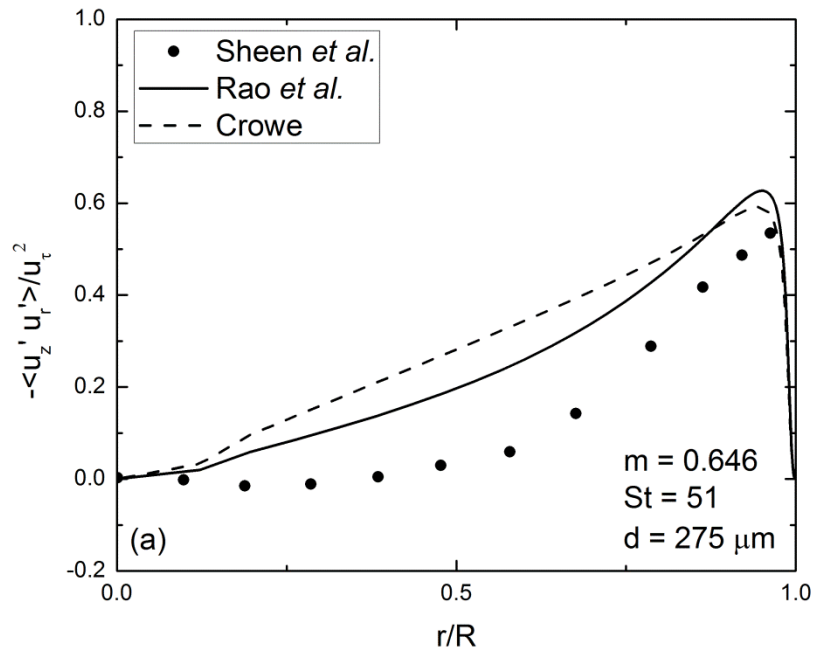 1.0
0.8
0.6
0.4
0.2
0.0
-0.2
-<u_z' u_r'>/u_τ^2
Sheen et al.
Rao et al.
Crowe
m = 0.646
St = 51
d = 275 μm
(a)
0.0 0.5 1.0
r/R